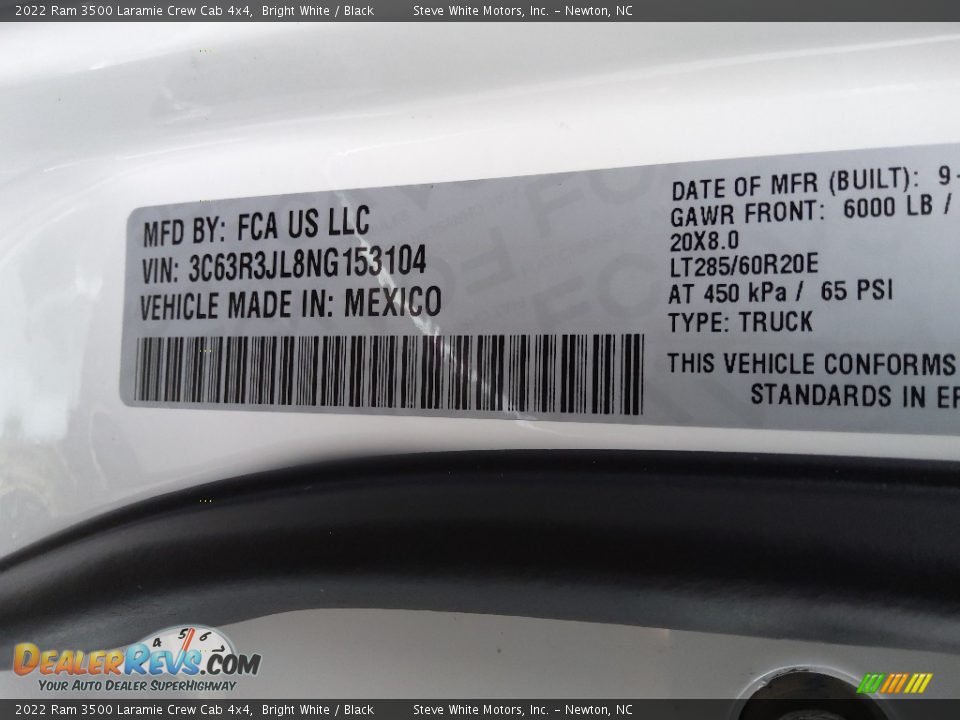 2022 Ram 3500 Laramie Crew Cab 4x4, Bright White / Black Steve White Motors, Inc. - Newton, NC
MFD BY: FCA US LLC
VIN: 3C63R3JL8NG153104
VEHICLE MADE IN: MEXICO
DATE OF MFR (BUILT): 9-
GAWR FRONT: 6000 LB /
20X8.0
LT285/60R20E
AT 450 kPa / 65 PSI
TYPE: TRUCK
THIS VEHICLE CONFORMS
STANDARDS IN
4 5 6
DealerRevs.com
Your Auto Dealer SuperHighway
2022 Ram 3500 Laramie Crew Cab 4x4, Bright White / Black Steve White Motors, Inc. - Newton, NC